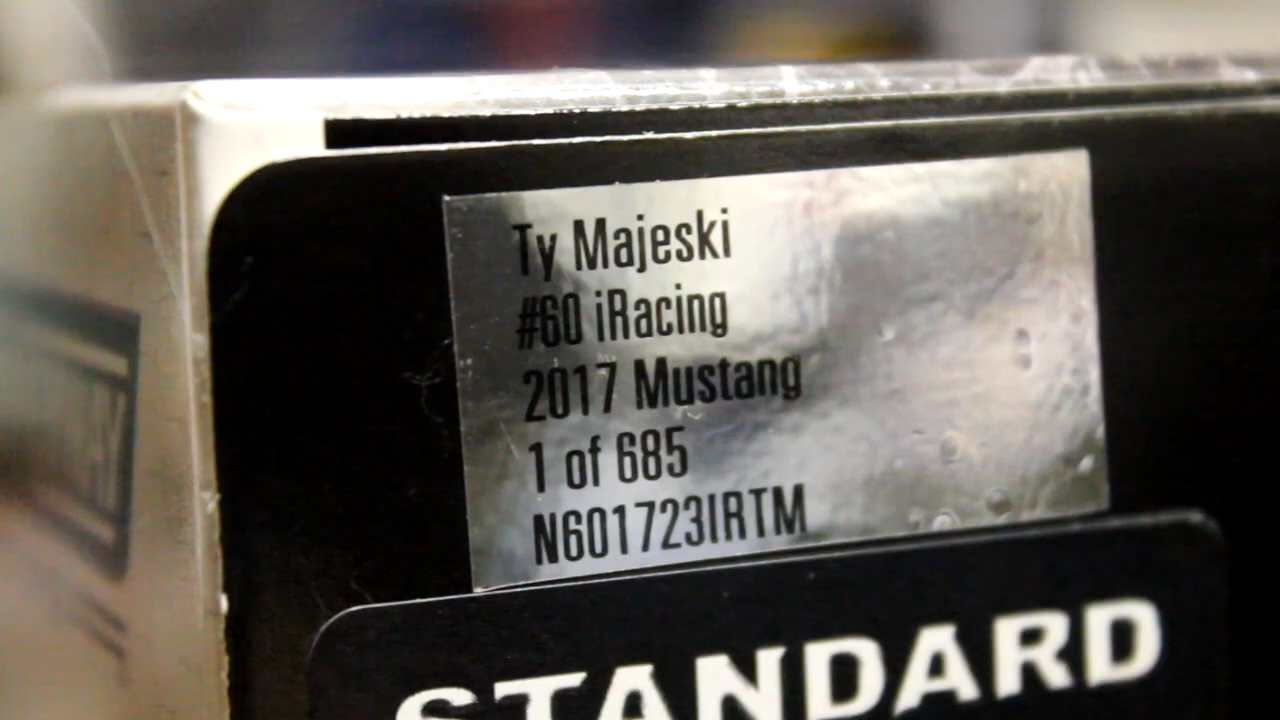 Ty Majeski
#60 iRacing
2017 Mustang
1 of 685
N601723IRTM
STANDARD